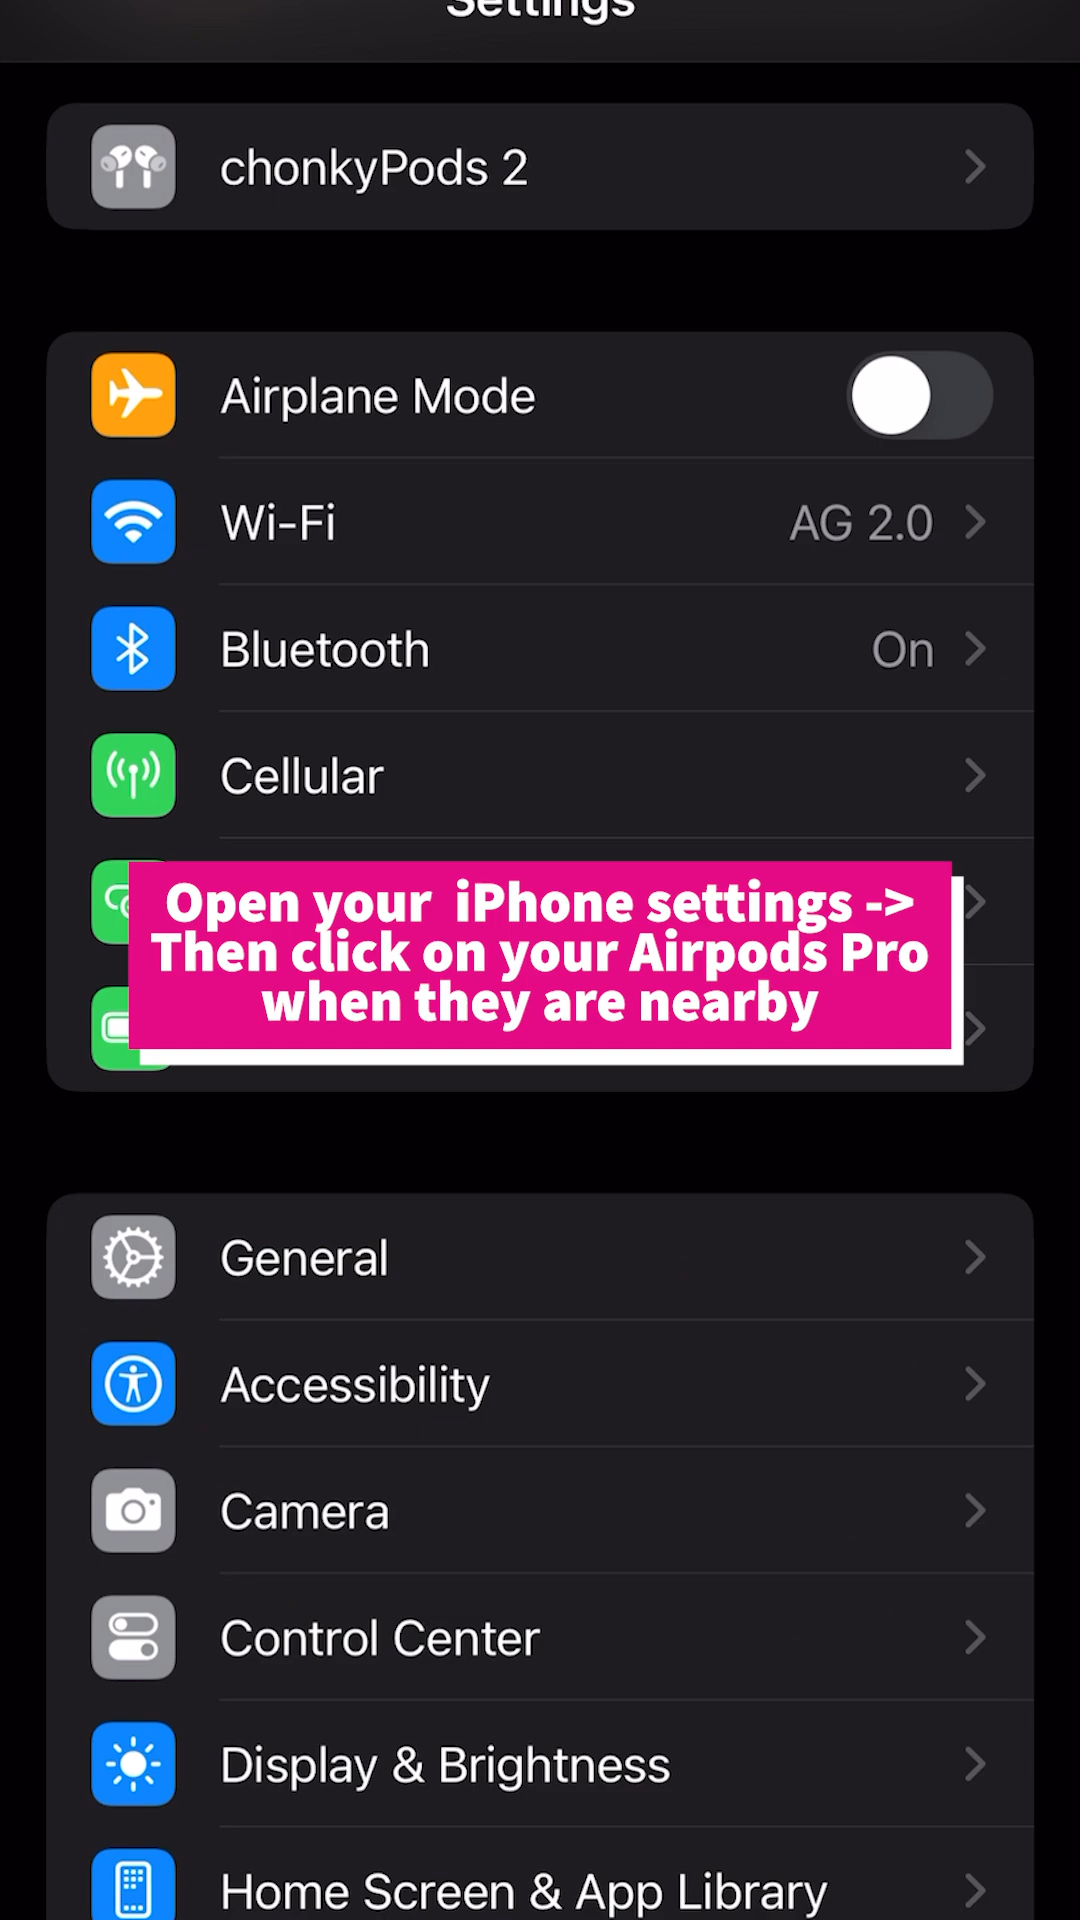 Settings
chonkyPods 2
Airplane Mode
Wi-Fi AG 2.0
Bluetooth On
Cellular
Open your iPhone settings ->
Then click on your Airpods Pro
when they are nearby
General
Accessibility
Camera
Control Center
Display & Brightness
Home Screen & App Library